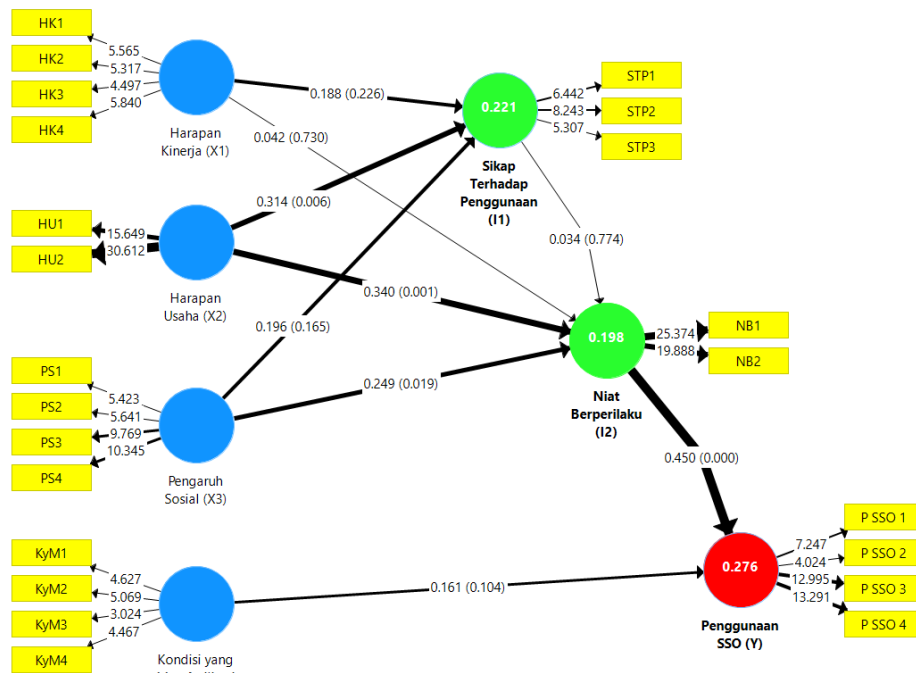 HK1
HK2
HK3
HK4
5.565
5.317
4.497
5.840
Harapan
Kinerja (X1)
0.188 (0.226)
0.042 (0.730)
0.221
Sikap
Terhadap
Penggunaan
(I1)
6.442
8.243
5.307
STP1
STP2
STP3
HU1
HU2
15.649
30.612
Harapan
Usaha (X2)
0.314 (0.006)
0.340 (0.001)
0.034 (0.774)
0.196 (0.165)
0.249 (0.019)
0.198
Niat
Berperilaku
(I2)
25.374
19.888
NB1
NB2
PS1
PS2
PS3
PS4
5.423
5.641
9.769
10.345
Pengaruh
Sosial (X3)
0.450 (0.000)
KyM1
KyM2
KyM3
KyM4
4.627
5.069
3.024
4.467
Kondisi yang
0.161 (0.104)
0.276
Penggunaan
SSO (Y)
7.247
4.024
12.995
13.291
P SSO 1
P SSO 2
P SSO 3
P SSO 4